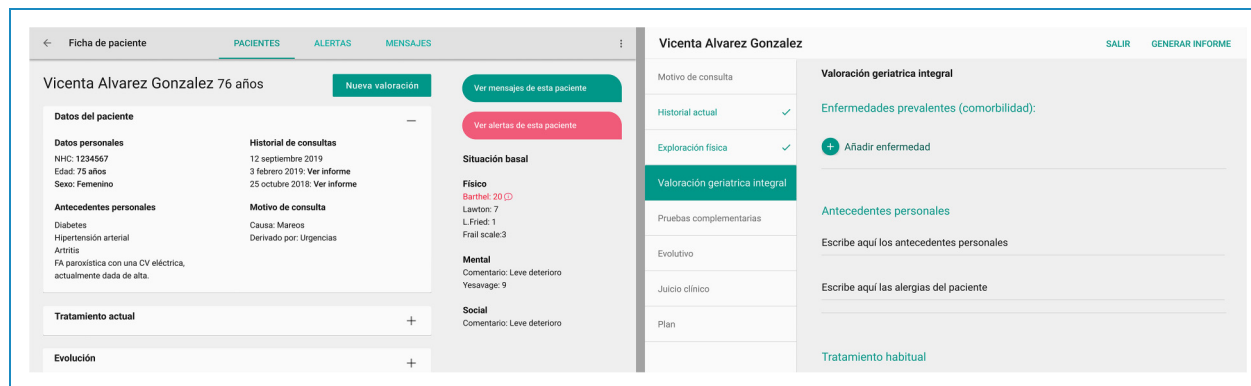 Ficha de paciente
PACIENTES
ALERTAS
MENSAJES
Vicenta Alvarez Gonzalez 76 años
Nueva valoración
Datos del paciente
Datos personales
NHC: 1234567
Edad: 75 años
Sexo: Femenino
Historial de consultas
12 septiembre 2019
3 febrero 2019: Ver informe
25 octubre 2018: Ver informe
Antecedentes personales
Diabetes
Hipertensión arterial
Artritis
FA paroxística con una CV eléctrica,
actualmente dada de alta.
Motivo de consulta
Causa: Mareos
Derivado por: Urgencias
Tratamiento actual
Evolución
Ver mensajes de esta paciente
Ver alertas de esta paciente
Situación basal
Físico
Barthel: 20
Lawton: 7
L.Fried: 1
Frail scale:3
Mental
Comentario: Leve deterioro
Yesavage: 9
Social
Comentario: Leve deterioro
Vicenta Alvarez Gonzalez
SALIR
GENERAR INFORME
Motivo de consulta
Historial actual
Exploración física
Valoración geriatrica integral
Pruebas complementarias
Evolutivo
Juicio clínico
Plan
Valoración geriatrica integral
Enfermedades prevalentes (comorbilidad):
Añadir enfermedad
Antecedentes personales
Escribe aquí los antecedentes personales
Escribe aquí las alergias del paciente
Tratamiento habitual